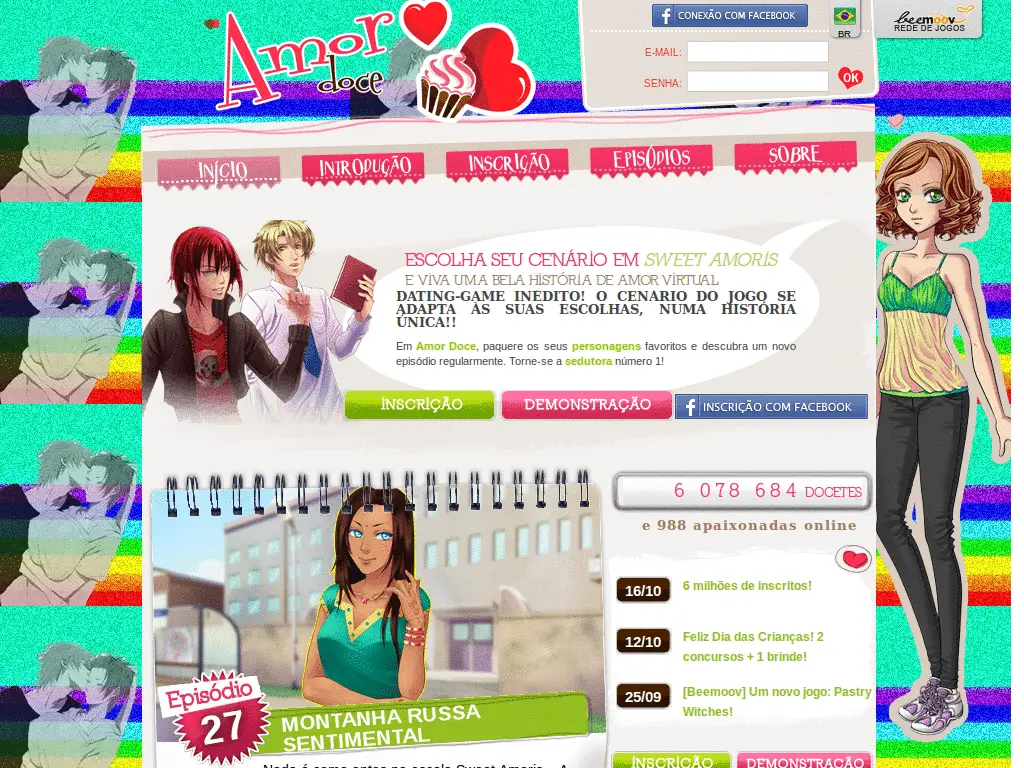 Amor doce
CONEXÃO COM FACEBOOK
BR
beemoov
REDE DE JOGOS
E-MAIL:
SENHA:
OK
INÍCIO
INTRODUÇÃO
INSCRIÇÃO
EPISÓDIOS
SOBRE
ESCOLHA SEU CENÁRIO EM SWEET AMORIS
E VIVA UMA BELA HISTÓRIA DE AMOR VIRTUAL
DATING-GAME INEDITO! O CENARIO DO JOGO SE
ADAPTA AS SUAS ESCOLHAS, NUMA HISTÓRIA
ÚNICA!!
Em Amor Doce, paquere os seus personagens favoritos e descubra um novo
episódio regularmente. Torne-se a sedutora número 1!
INSCRIÇÃO
DEMONSTRAÇÃO
INSCRIÇÃO COM FACEBOOK
6 078 684 DOCETES
e 988 apaixonadas online
16/10
6 milhões de inscritos!
12/10
Feliz Dia das Crianças! 2
concursos + 1 brinde!
25/09
[Beemoov] Um novo jogo: Pastry
Witches!
Episódio
27
MONTANHA RUSSA
SENTIMENTAL
INSCRIÇÃO
DEMONSTRAÇÃO